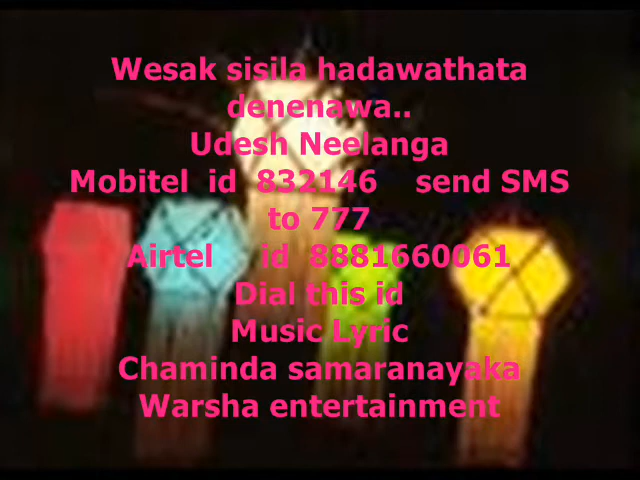 Wesak sisila hadawathata
denenawa..
Udesh Neelanga
Mobitel id 832146 send SMS
to 777
Airtel id 8881660061
Dial this id
Music Lyric
Chaminda samaranayaka
Warsha entertainment